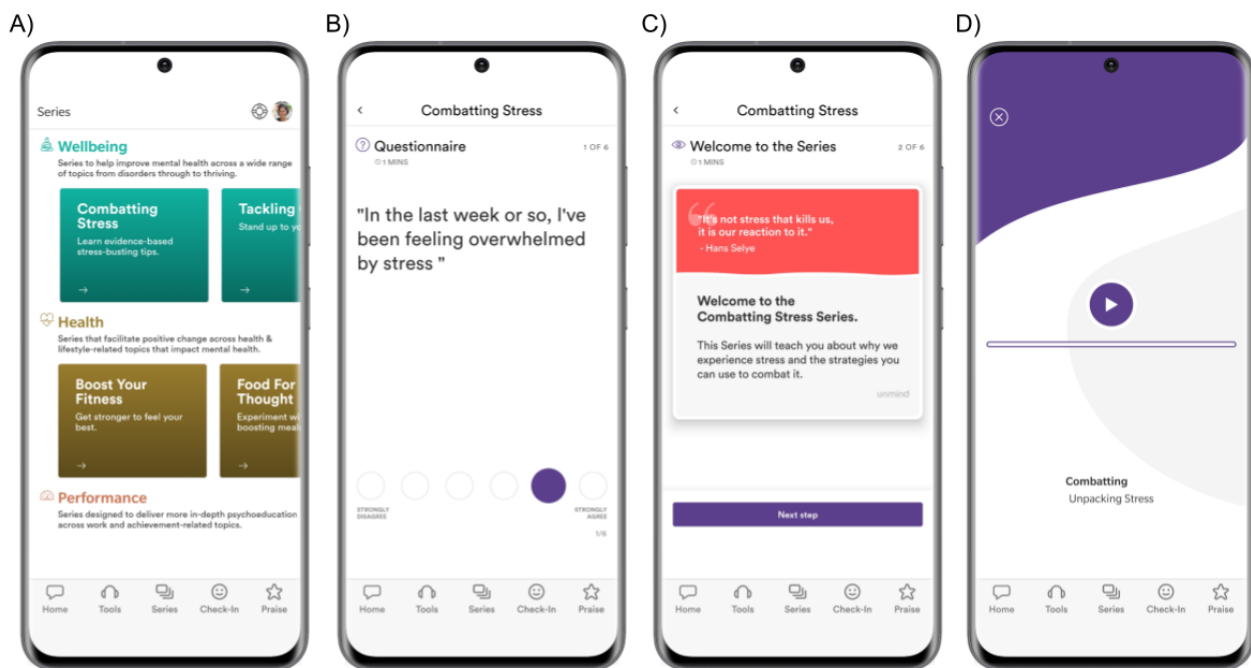 A)
Series
Wellbeing
Series to help improve mental health across a wide range
of topics from disorders through to thriving.
Combatting
Stress
Learn evidence-based
stress-busting tips.
→
Tackling
Stand up to yo
Health
Series that facilitate positive change across health &
lifestyle-related topics that impact mental health.
Boost Your
Fitness
Get stronger to feel your
best.
→
Food For
Thought
Experiment wi
boosting meal
Performance
Series designed to deliver more in-depth psychoeducation
across work and achievement-related topics.
Home Tools Series Check-In Praise
B)
Combatting Stress
Questionnaire 1 OF 6
1 MINS
"In the last week or so, I've
been feeling overwhelmed
by stress "
STRONGLY
DISAGREE
STRONGLY
AGREE
1/6
Home Tools Series Check-In Praise
C)
Combatting Stress
Welcome to the Series 2 OF 6
1 MINS
"It's not stress that kills us,
it is our reaction to it."
- Hans Selye
Welcome to the
Combatting Stress Series.
This Series will teach you about why we
experience stress and the strategies you
can use to combat it.
unmind
Next step
Home Tools Series Check-In Praise
D)
Combatting
Unpacking Stress
Home Tools Series Check-In Praise